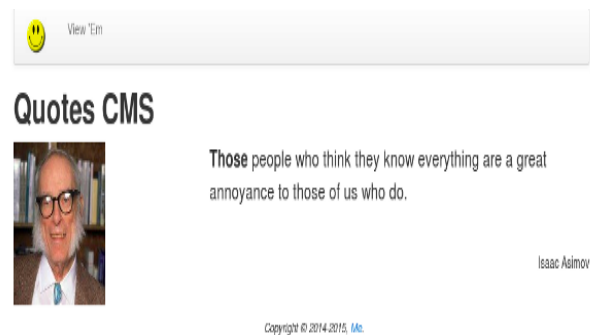 View 'Em
Quotes CMS
Those people who think they know everything are a great
annoyance to those of us who do.
Isaac Asimov
Copyright © 2014-2015, Me.